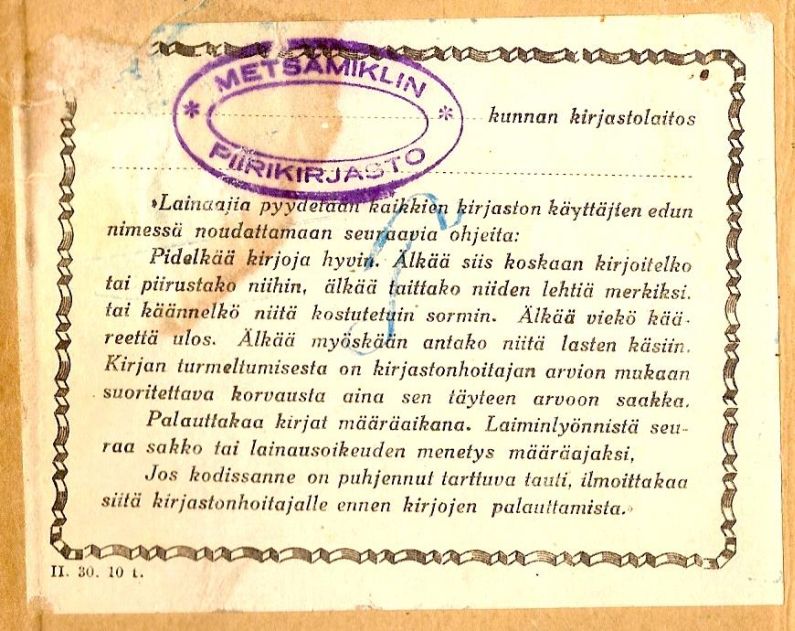 * METSÄMIKLIN *
PIIRIKIRJASTO
kunnan kirjastolaitos
»Lainaajia pyydetään kaikkien kirjaston käyttäjien edun
nimessä noudattamaan seuraavia ohjeita:
Pidelkää kirjoja hyvin. Älkää siis koskaan kirjoitelko
tai piirustako niihin, älkää taittako niiden lehtiä merkiksi.
tai käännelkö niitä kostutetuin sormin. Älkää viekö kää-
reettä ulos. Älkää myöskään antako niitä lasten käsiin.
Kirjan turmeltumisesta on kirjastonhoitajan arvion mukaan
suoritettava korvausta aina sen täyteen arvoon saakka.
Palauttakaa kirjat määräaikana. Laiminlyönnistä seu-
raa sakko tai lainausoikeuden menetys määräajaksi,
Jos kodissanne on puhjennut tarttuva tauti, ilmoittakaa
siitä kirjastonhoitajalle ennen kirjojen palauttamista.»
II. 30. 10 t.